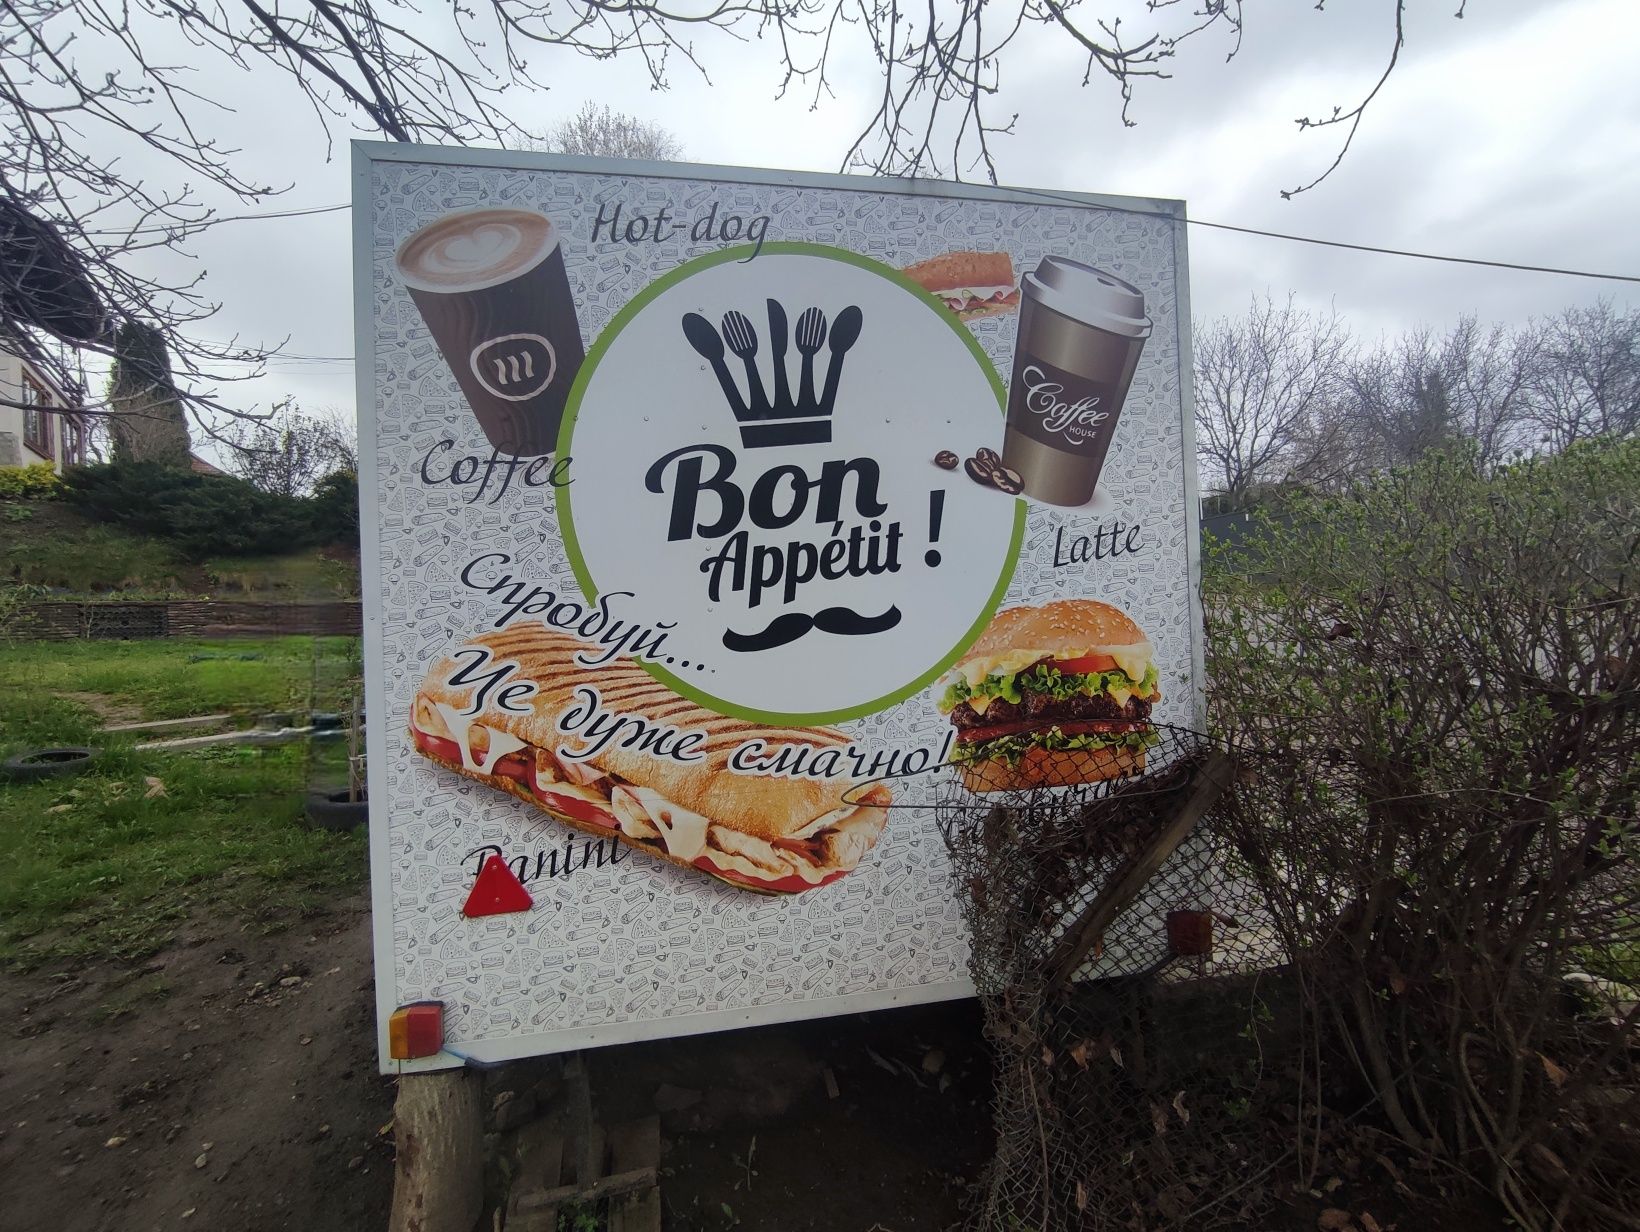 Hot-dog
Coffee
Coffee
HOUSE
Latte
Bon
Appétit !
Спробуй...
Це дуже смачно!
Panini